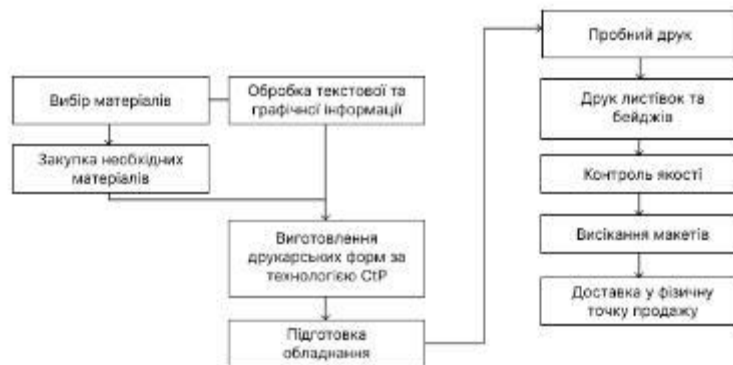 Вибір матеріалів
Обробка текстової та
графічної інформації
Закупка необхідних
матеріалів
Виготовлення
друкарських форм за
технологією CtP
Підготовка
обладнання
Пробний друк
Друк листівок та
бейджів
Контроль якості
Висікання макетів
Доставка у фізичну
точку продажу